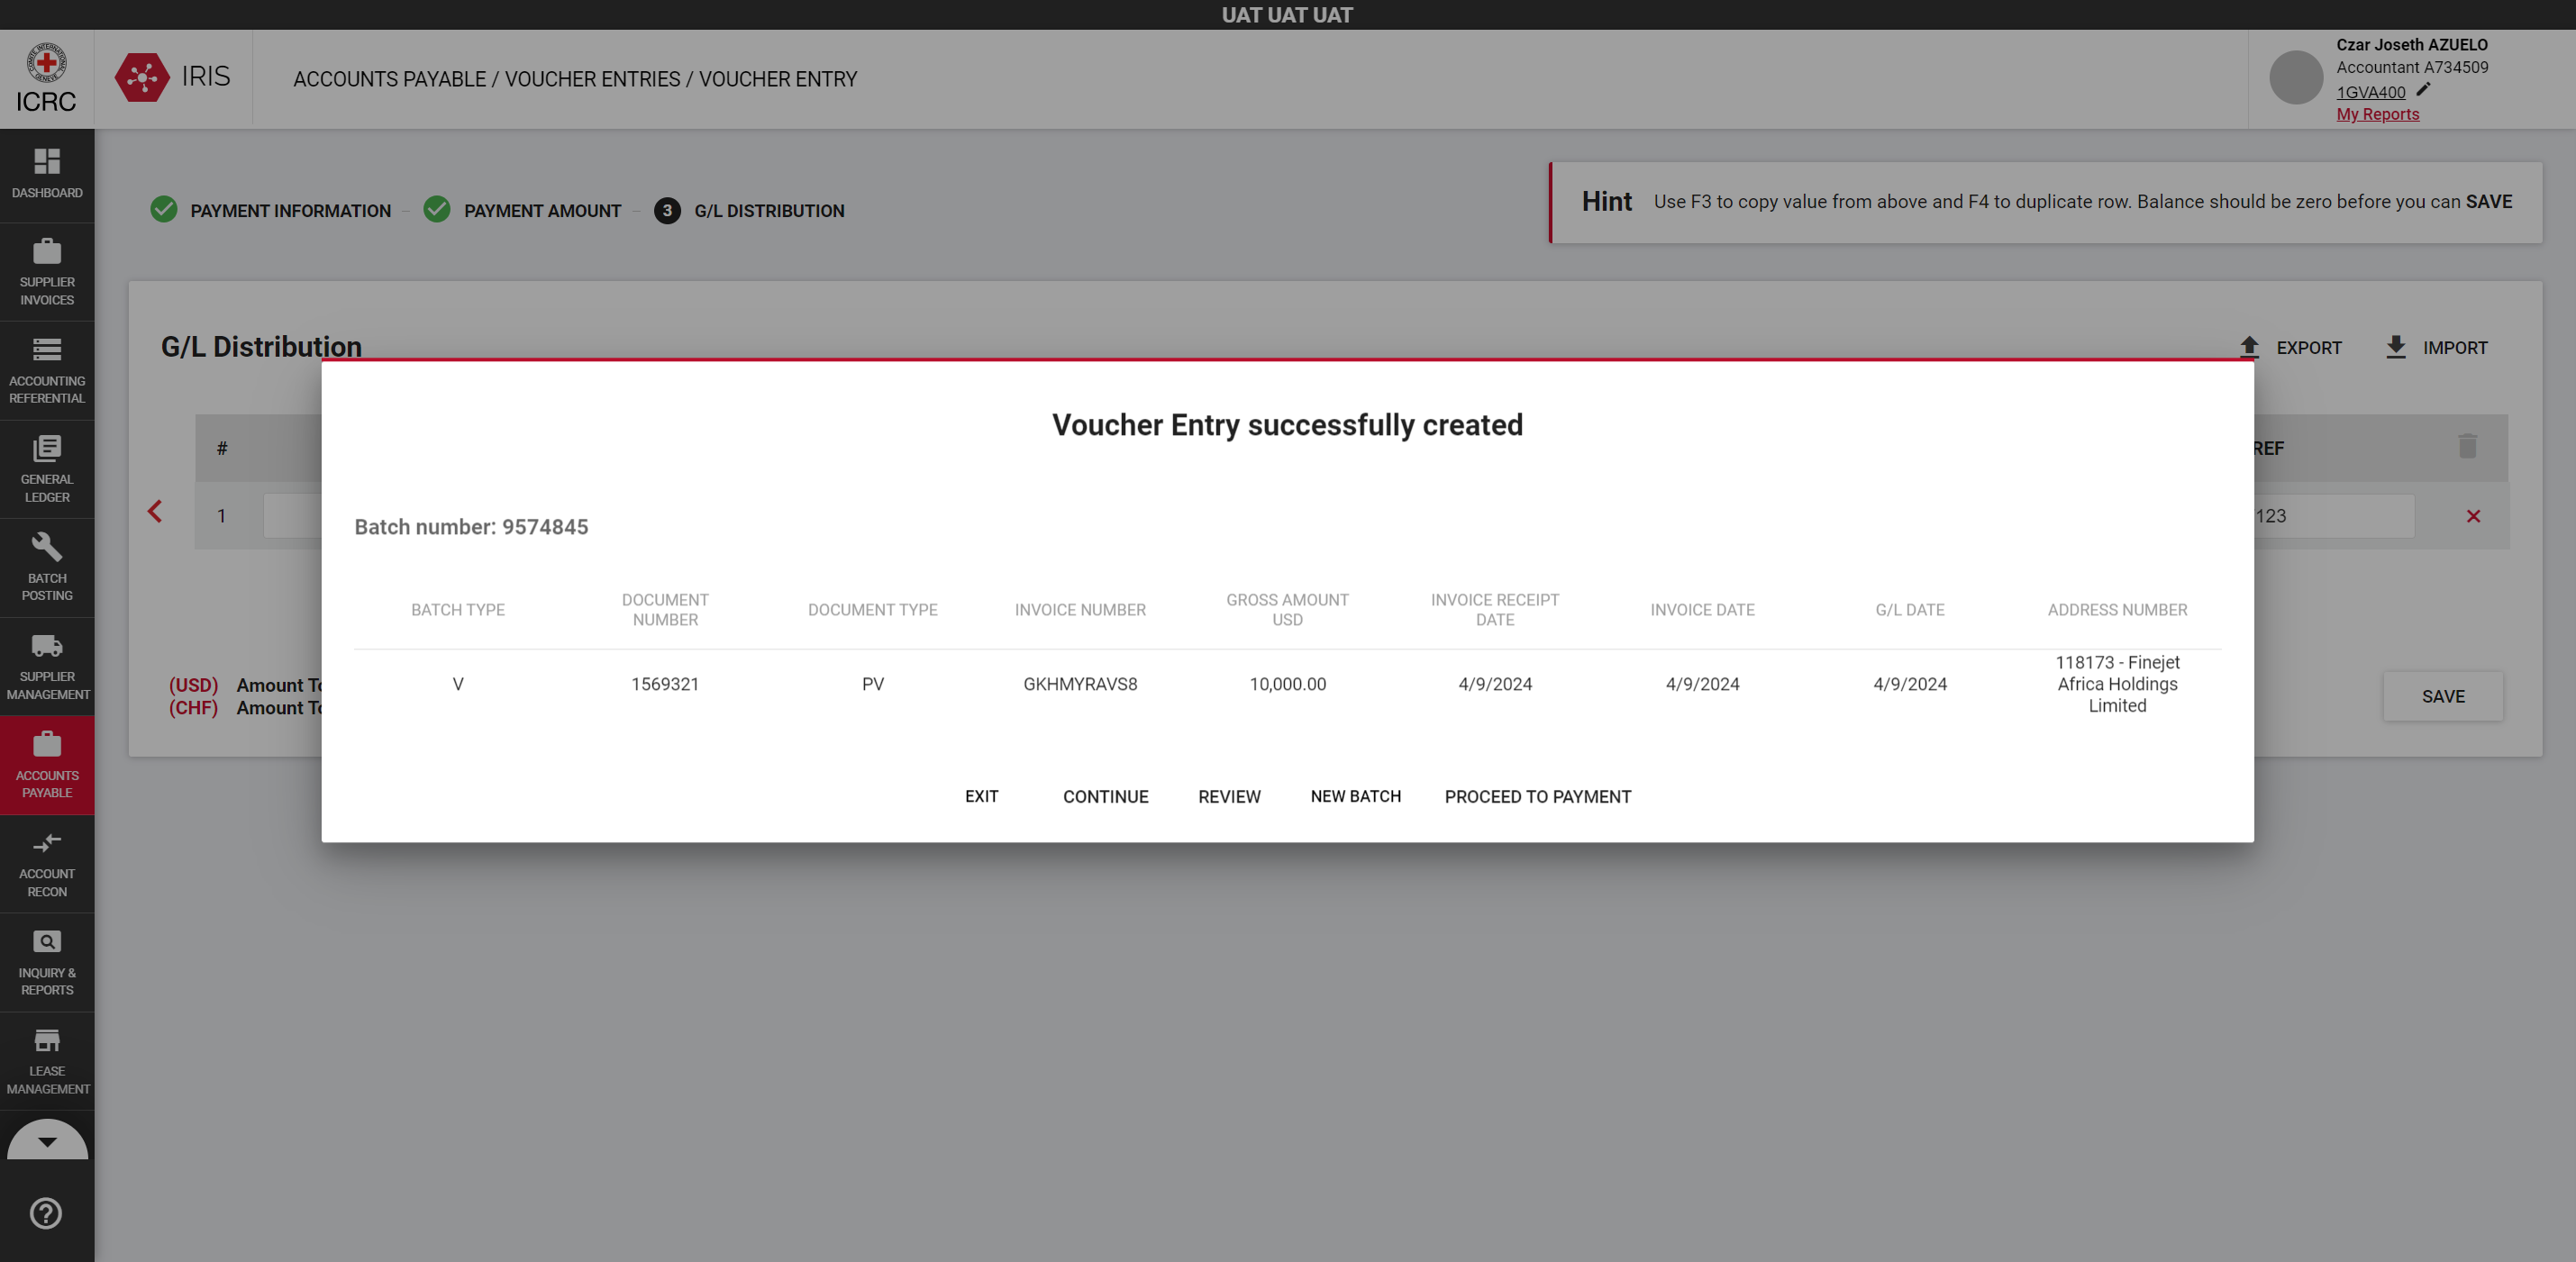 UAT UAT UAT
ICRC
IRIS
ACCOUNTS PAYABLE / VOUCHER ENTRIES / VOUCHER ENTRY
Czar Joseth AZUELO
Accountant A734509
1GVA400
My Reports
DASHBOARD
SUPPLIER
INVOICES
ACCOUNTING
REFERENTIAL
GENERAL
LEDGER
BATCH
POSTING
SUPPLIER
MANAGEMENT
ACCOUNTS
PAYABLE
ACCOUNT
RECON
INQUIRY &
REPORTS
LEASE
MANAGEMENT
PAYMENT INFORMATION
PAYMENT AMOUNT
3 G/L DISTRIBUTION
Hint Use F3 to copy value from above and F4 to duplicate row. Balance should be zero before you can SAVE
G/L Distribution
EXPORT IMPORT
# REF
1 123
Voucher Entry successfully created
Batch number: 9574845
BATCH TYPE DOCUMENT NUMBER DOCUMENT TYPE INVOICE NUMBER GROSS AMOUNT USD INVOICE RECEIPT DATE INVOICE DATE G/L DATE ADDRESS NUMBER
V 1569321 PV GKHMYRAVS8 10,000.00 4/9/2024 4/9/2024 4/9/2024 118173 - Finejet Africa Holdings Limited
EXIT CONTINUE REVIEW NEW BATCH PROCEED TO PAYMENT
(USD) Amount
(CHF) Amount
SAVE